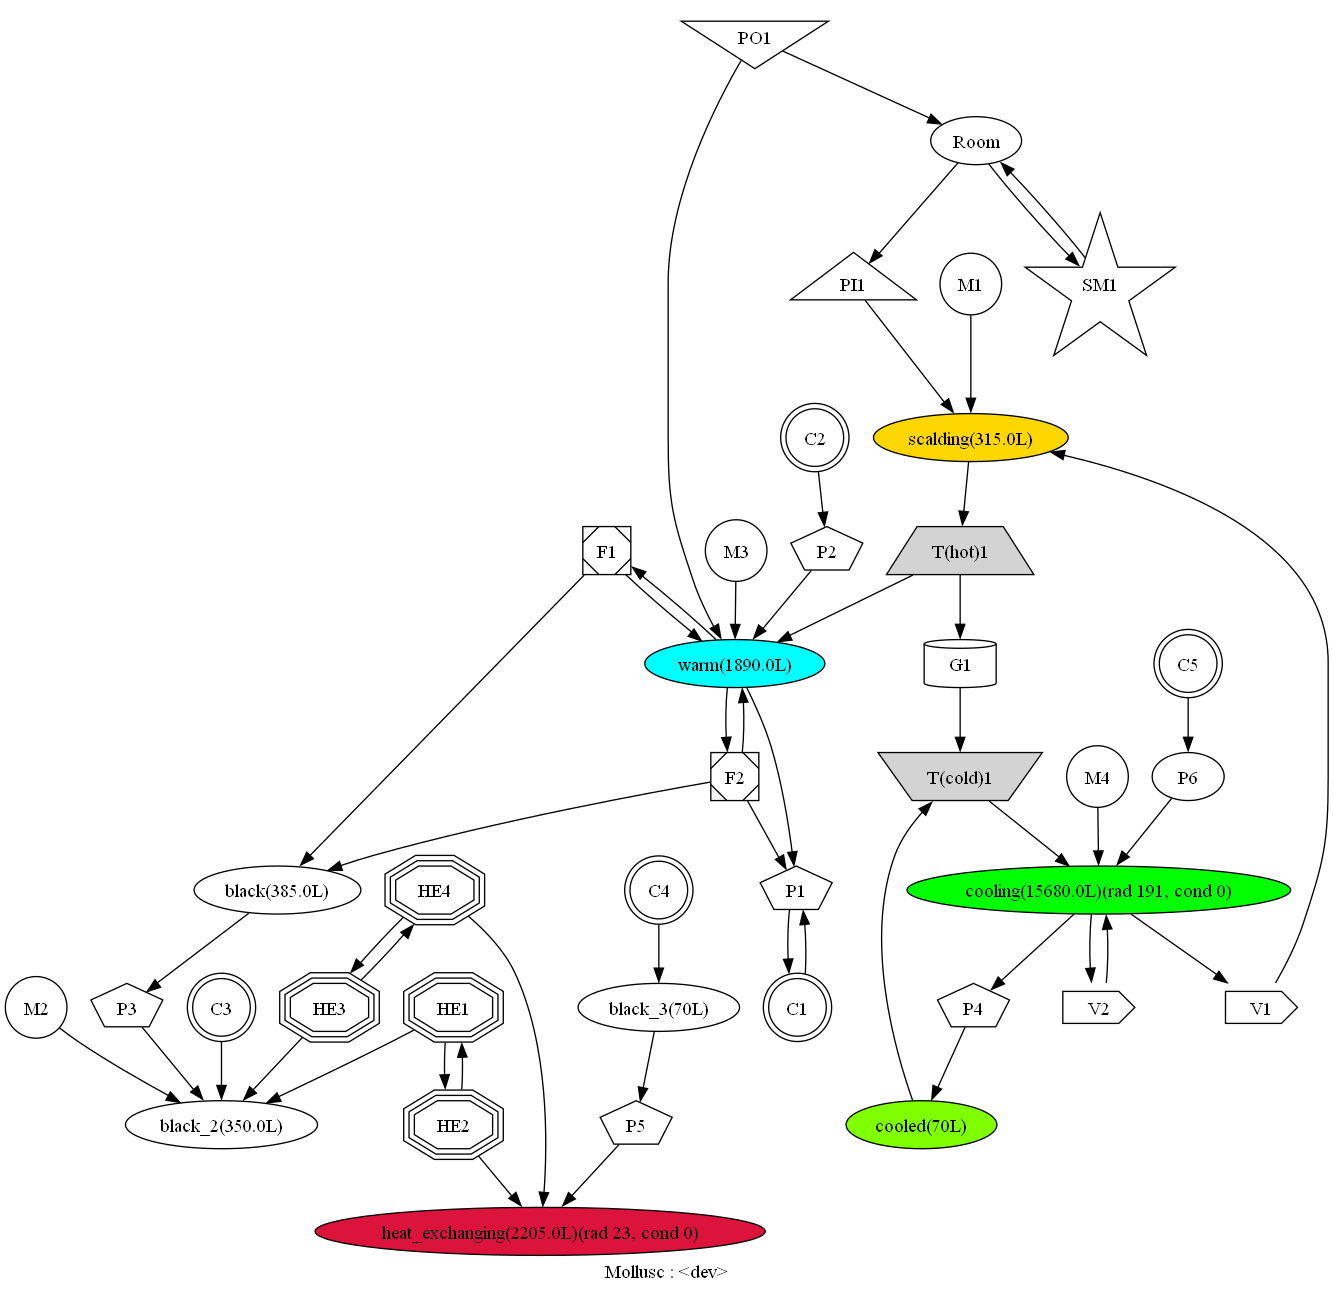 PO1
Room
PI1
M1
SM1
C2
scalding(315.0L)
F1
M3
P2
T(hot)1
warm(1890.0L)
G1
C5
F2
T(cold)1
M4
P6
black(385.0L)
HE4
C4
P1
cooling(15680.0L)(rad 191, cond 0)
M2
P3
C3
HE3
HE1
black_3(70L)
C1
P4
V2
V1
black_2(350.0L)
HE2
P5
cooled(70L)
heat_exchanging(2205.0L)(rad 23, cond 0)
Mollusc : <dev>